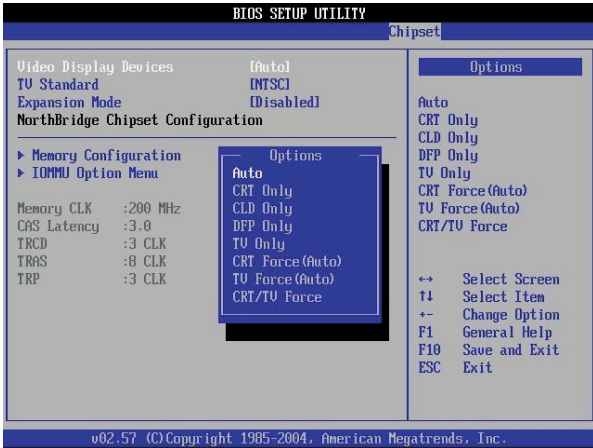 BIOS SETUP UTILITY
Chipset
Video Display Devices [Auto]
TV Standard [NTSC]
Expansion Mode [Disabled]
NorthBridge Chipset Configuration
Memory Configuration
IOMMU Option Menu
Memory CLK :200 MHz
CAS Latency :3.0
TRCD :3 CLK
TRAS :8 CLK
TRP :3 CLK
Options
Auto
CRT Only
CLD Only
DFP Only
TV Only
CRT Force(Auto)
TV Force(Auto)
CRT/TV Force
Options
Auto
CRT Only
CLD Only
DFP Only
TV Only
CRT Force(Auto)
TV Force(Auto)
CRT/TV Force
↔ Select Screen
↑↓ Select Item
+- Change Option
F1 General Help
F10 Save and Exit
ESC Exit
v02.57 (C)Copyright 1985-2004, American Megatrends, Inc.